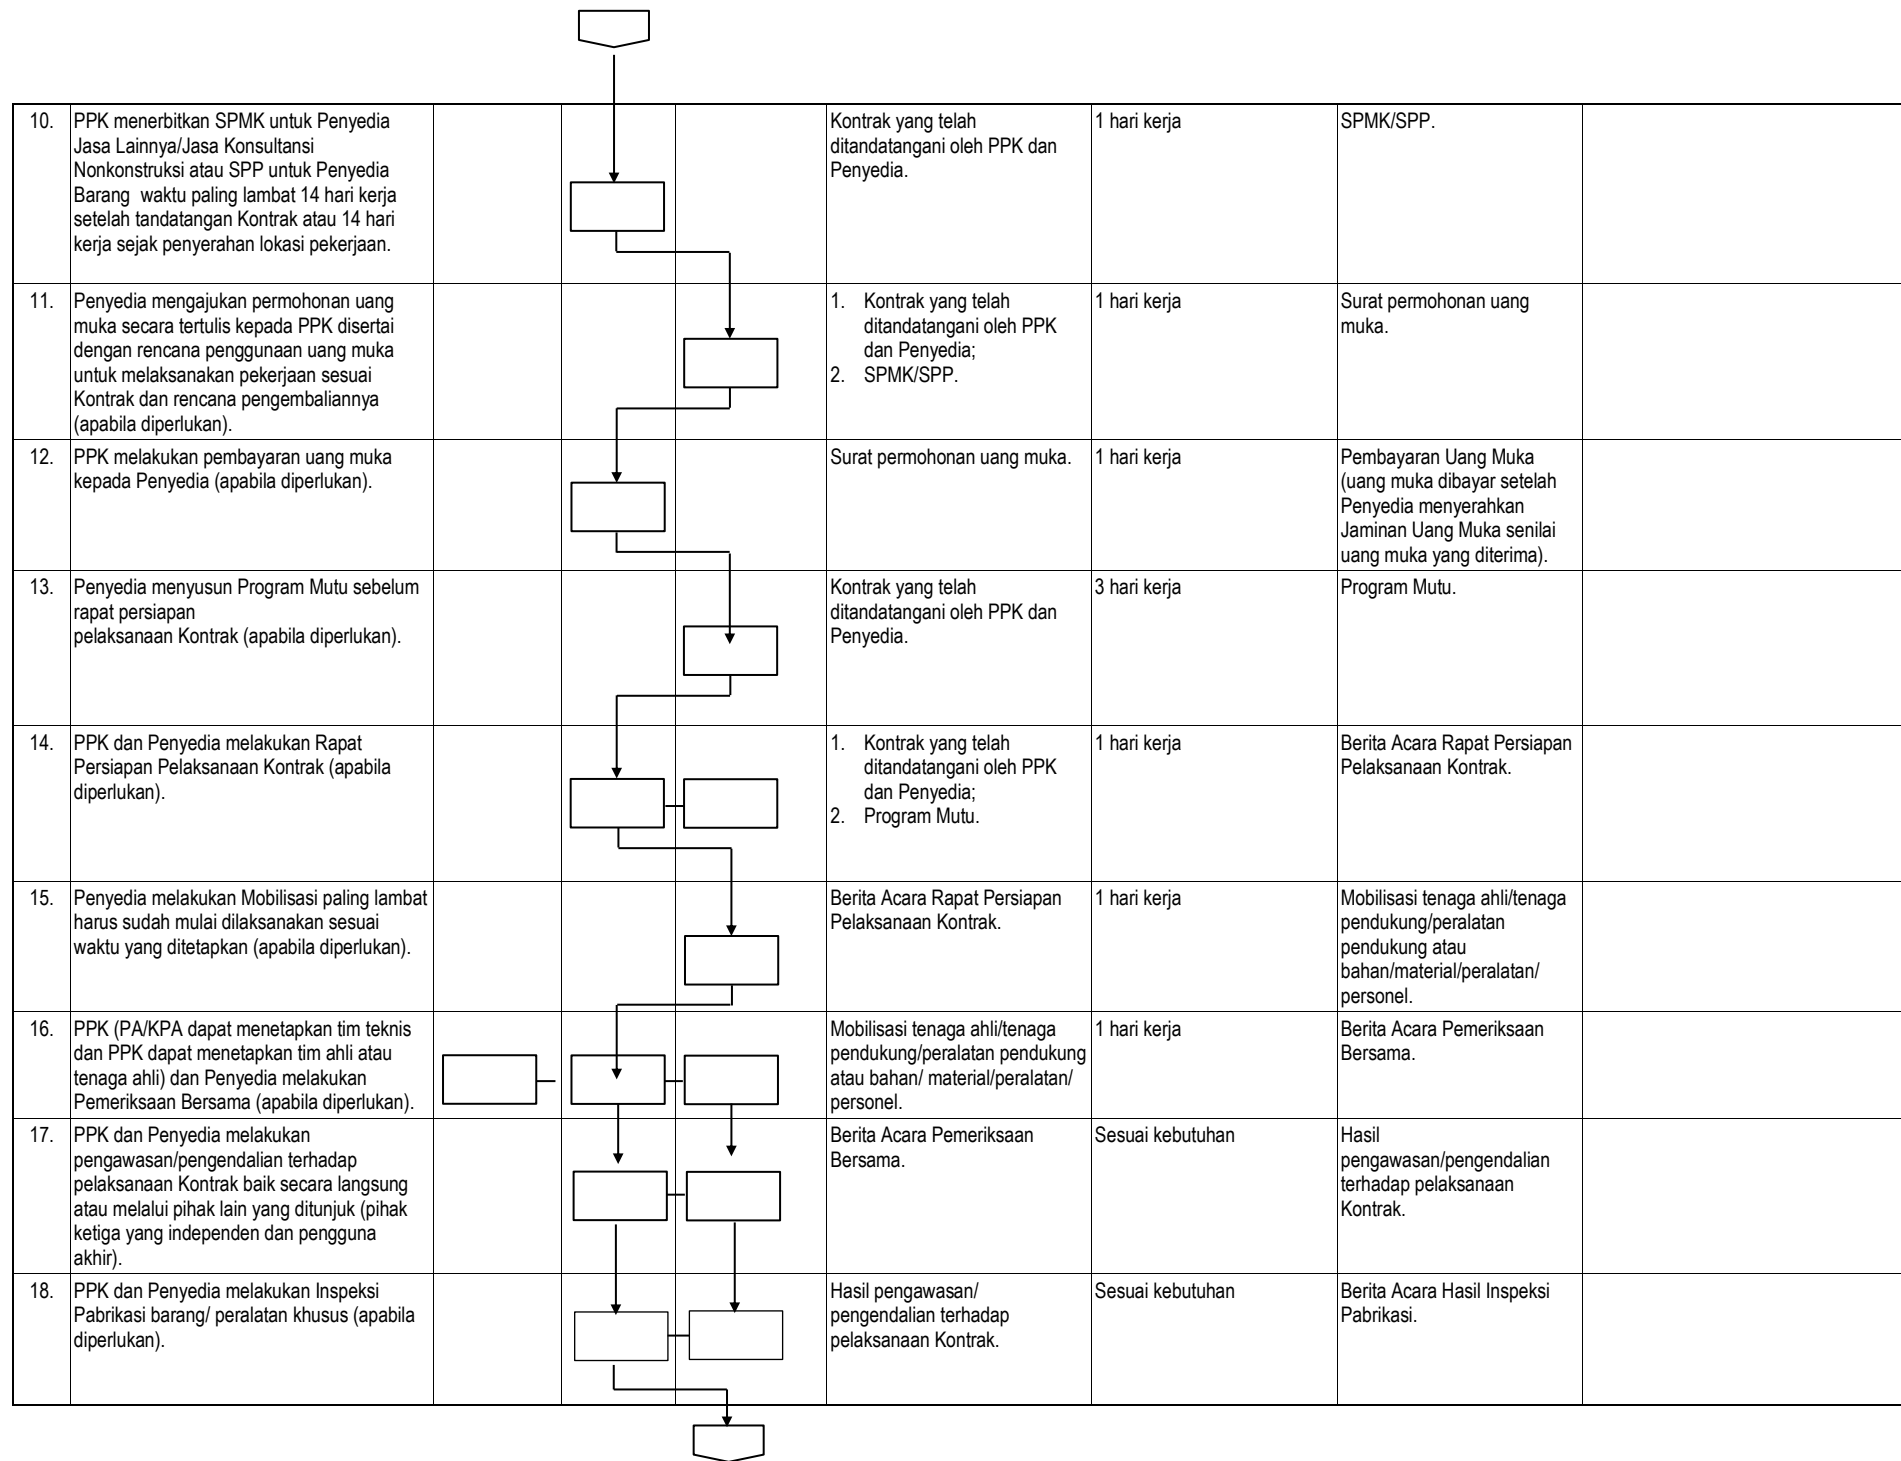 10.
PPK menerbitkan SPMK untuk Penyedia
Jasa Lainnya/Jasa Konsultansi
Nonkonstruksi atau SPP untuk Penyedia
Barang  waktu paling lambat 14 hari kerja
setelah tandatangan Kontrak atau 14 hari
kerja sejak penyerahan lokasi pekerjaan.
Kontrak yang telah
ditandatangani oleh PPK dan
Penyedia.
1 hari kerja
SPMK/SPP.
11.
Penyedia mengajukan permohonan uang
muka secara tertulis kepada PPK disertai
dengan rencana penggunaan uang muka
untuk melaksanakan pekerjaan sesuai
Kontrak dan rencana pengembaliannya
(apabila diperlukan).
1. Kontrak yang telah
ditandatangani oleh PPK
dan Penyedia;
2. SPMK/SPP.
1 hari kerja
Surat permohonan uang
muka.
12.
PPK melakukan pembayaran uang muka
kepada Penyedia (apabila diperlukan).
Surat permohonan uang muka.
1 hari kerja
Pembayaran Uang Muka
(uang muka dibayar setelah
Penyedia menyerahkan
Jaminan Uang Muka senilai
uang muka yang diterima).
13.
Penyedia menyusun Program Mutu sebelum
rapat persiapan
pelaksanaan Kontrak (apabila diperlukan).
Kontrak yang telah
ditandatangani oleh PPK dan
Penyedia.
3 hari kerja
Program Mutu.
14.
PPK dan Penyedia melakukan Rapat
Persiapan Pelaksanaan Kontrak (apabila
diperlukan).
1. Kontrak yang telah
ditandatangani oleh PPK
dan Penyedia;
2. Program Mutu.
1 hari kerja
Berita Acara Rapat Persiapan
Pelaksanaan Kontrak.
15.
Penyedia melakukan Mobilisasi paling lambat
harus sudah mulai dilaksanakan sesuai
waktu yang ditetapkan (apabila diperlukan).
Berita Acara Rapat Persiapan
Pelaksanaan Kontrak.
1 hari kerja
Mobilisasi tenaga ahli/tenaga
pendukung/peralatan
pendukung atau
bahan/material/peralatan/
personel.
16.
PPK (PA/KPA dapat menetapkan tim teknis
dan PPK dapat menetapkan tim ahli atau
tenaga ahli) dan Penyedia melakukan
Pemeriksaan Bersama (apabila diperlukan).
Mobilisasi tenaga ahli/tenaga
pendukung/peralatan pendukung
atau bahan/ material/peralatan/
personel.
1 hari kerja
Berita Acara Pemeriksaan
Bersama.
17.
PPK dan Penyedia melakukan
pengawasan/pengendalian terhadap
pelaksanaan Kontrak baik secara langsung
atau melalui pihak lain yang ditunjuk (pihak
ketiga yang independen dan pengguna
akhir).
Berita Acara Pemeriksaan
Bersama.
Sesuai kebutuhan
Hasil
pengawasan/pengendalian
terhadap pelaksanaan
Kontrak.
18.
PPK dan Penyedia melakukan Inspeksi
Pabrikasi barang/ peralatan khusus (apabila
diperlukan).
Hasil pengawasan/
pengendalian terhadap
pelaksanaan Kontrak.
Sesuai kebutuhan
Berita Acara Hasil Inspeksi
Pabrikasi.